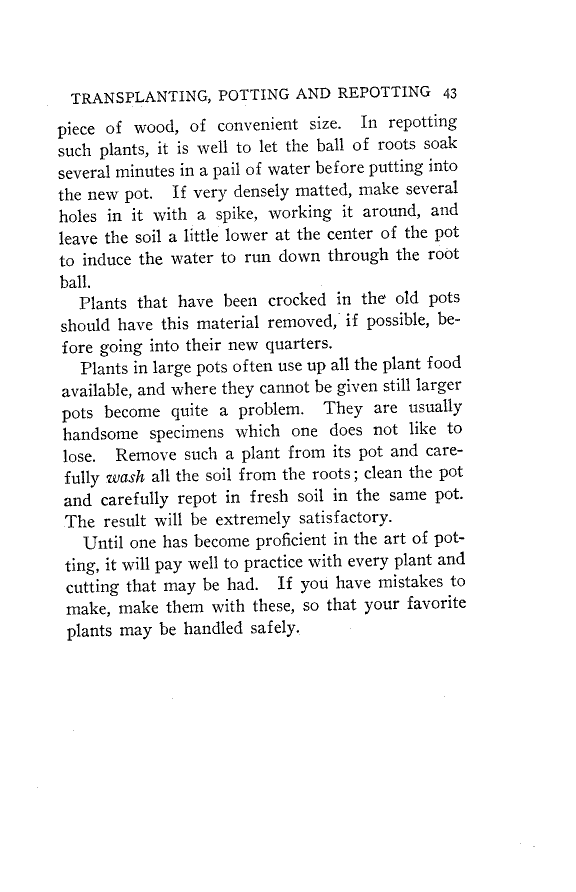 TRANSPLANTING, POTTING AND REPOTTING 43
piece of wood, of convenient size. In repotting
such plants, it is well to let the ball of roots soak
several minutes in a pail of water before putting into
the new pot. If very densely matted, make several
holes in it with a spike, working it around, and
leave the soil a little lower at the center of the pot
to induce the water to run down through the root
ball.
Plants that have been crocked in the old pots
should have this material removed, if possible, be-
fore going into their new quarters.
Plants in large pots often use up all the plant food
available, and where they cannot be given still larger
pots become quite a problem. They are usually
handsome specimens which one does not like to
lose. Remove such a plant from its pot and care-
fully wash all the soil from the roots; clean the pot
and carefully repot in fresh soil in the same pot.
The result will be extremely satisfactory.
Until one has become proficient in the art of pot-
ting, it will pay well to practice with every plant and
cutting that may be had. If you have mistakes to
make, make them with these, so that your favorite
plants may be handled safely.